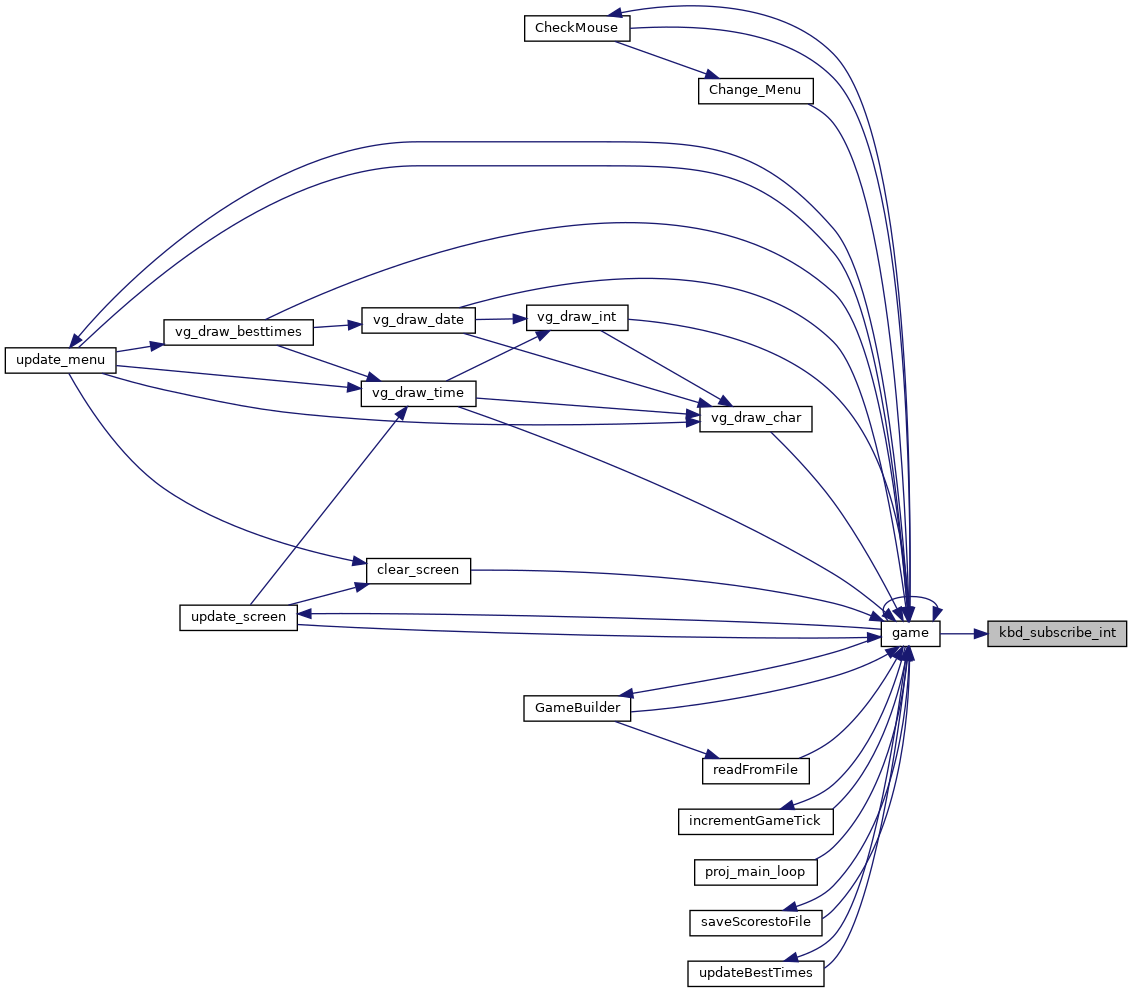 CheckMouse
Change_Menu
vg_draw_int
vg_draw_date
vg_draw_besttimes
update_menu
vg_draw_time
vg_draw_char
clear_screen
update_screen
game
kbd_subscribe_int
GameBuilder
readFromFile
incrementGameTick
proj_main_loop
saveScorestoFile
updateBestTimes